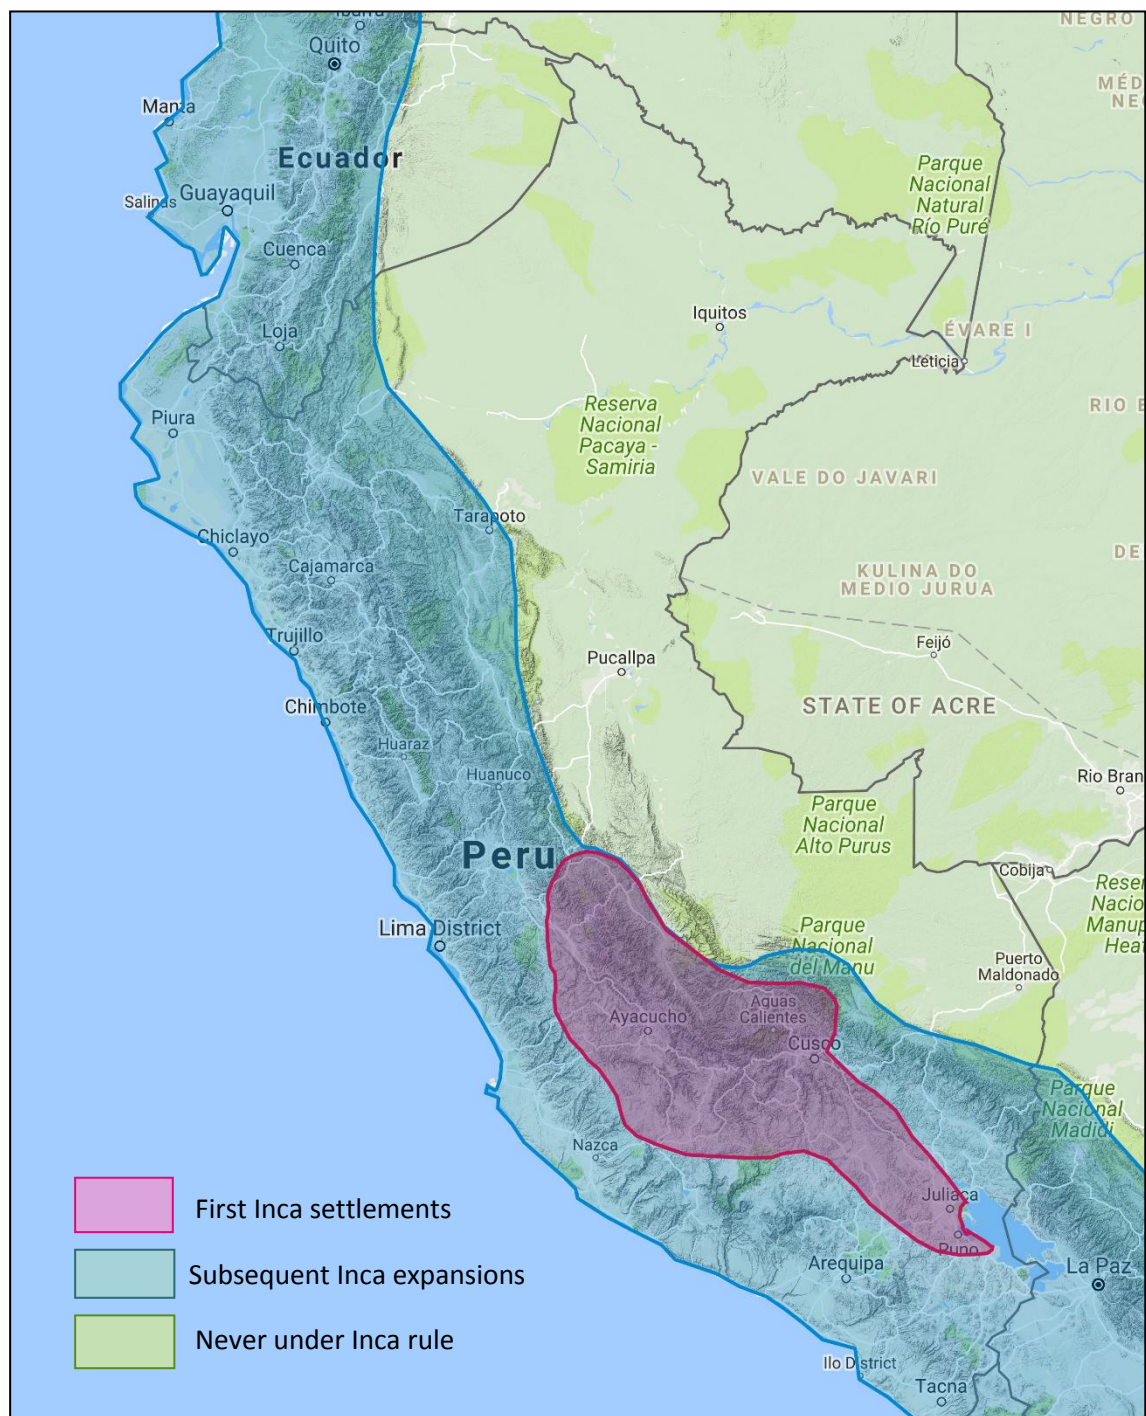 Ibarra
NEGRO
Quito
Manta
Ecuador
Parque
Nacional
Natural
Río Puré
Salinas
Guayaquil
Cuenca
Iquitos
ÉVARE I
Loja
Leticia
Reserva
Nacional
Pacaya -
Samiria
Piura
VALE DO JAVARI
Tarapoto
Chiclayo
Cajamarca
DE
KULINA DO
MEDIO JURUA
Trujillo
Feijó
Pucallpa
Chimbote
STATE OF ACRE
Huaraz
Huanuco
Rio Bran
Parque
Nacional
Alto Purus
Peru
Cobija
Lima District
Parque
Nacional
del Manu
Puerto
Maldonado
Aguas
Calientes
Ayacucho
Cusco
Parque
Nacional
Madidi
Nazca
Juliaca
Puno
Arequipa
La Paz
Ilo District
Tacna
First Inca settlements
Subsequent Inca expansions
Never under Inca rule